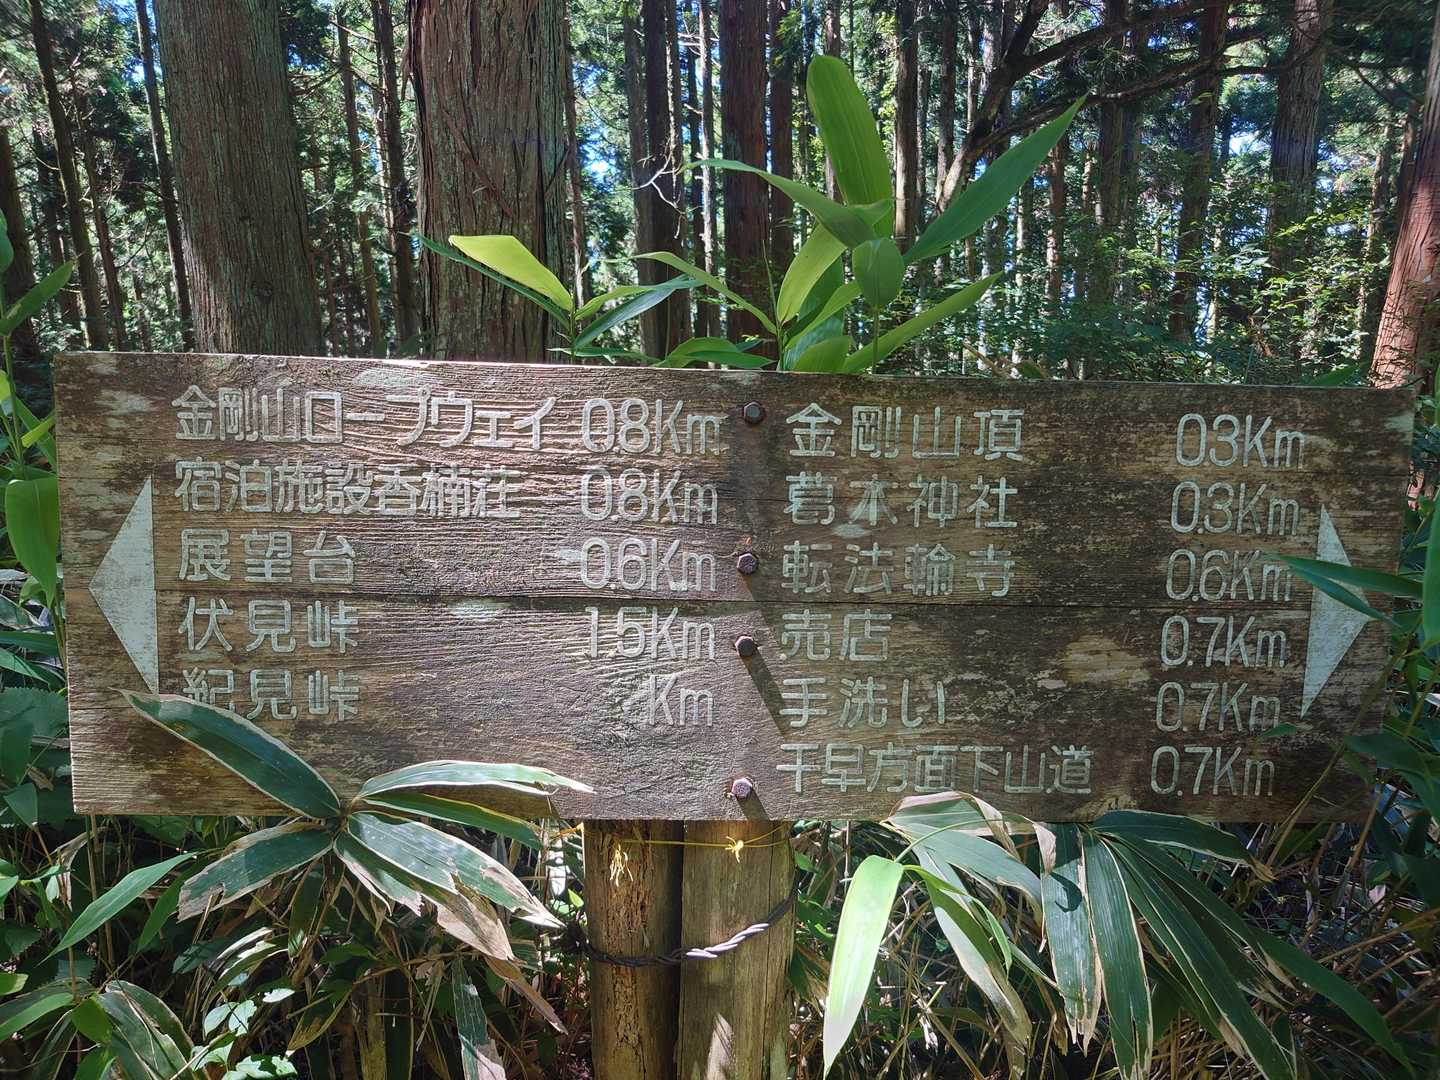 金剛山ロープウェイ 0.8Km
宿泊施設香楠荘 0.8Km
展望台 0.6Km
伏見峠 1.5Km
紀見峠 Km
金剛山頂 0.3Km
葛木神社 0.3Km
転法輪寺 0.6Km
売店 0.7Km
手洗い 0.7Km
千早方面下山道 0.7Km